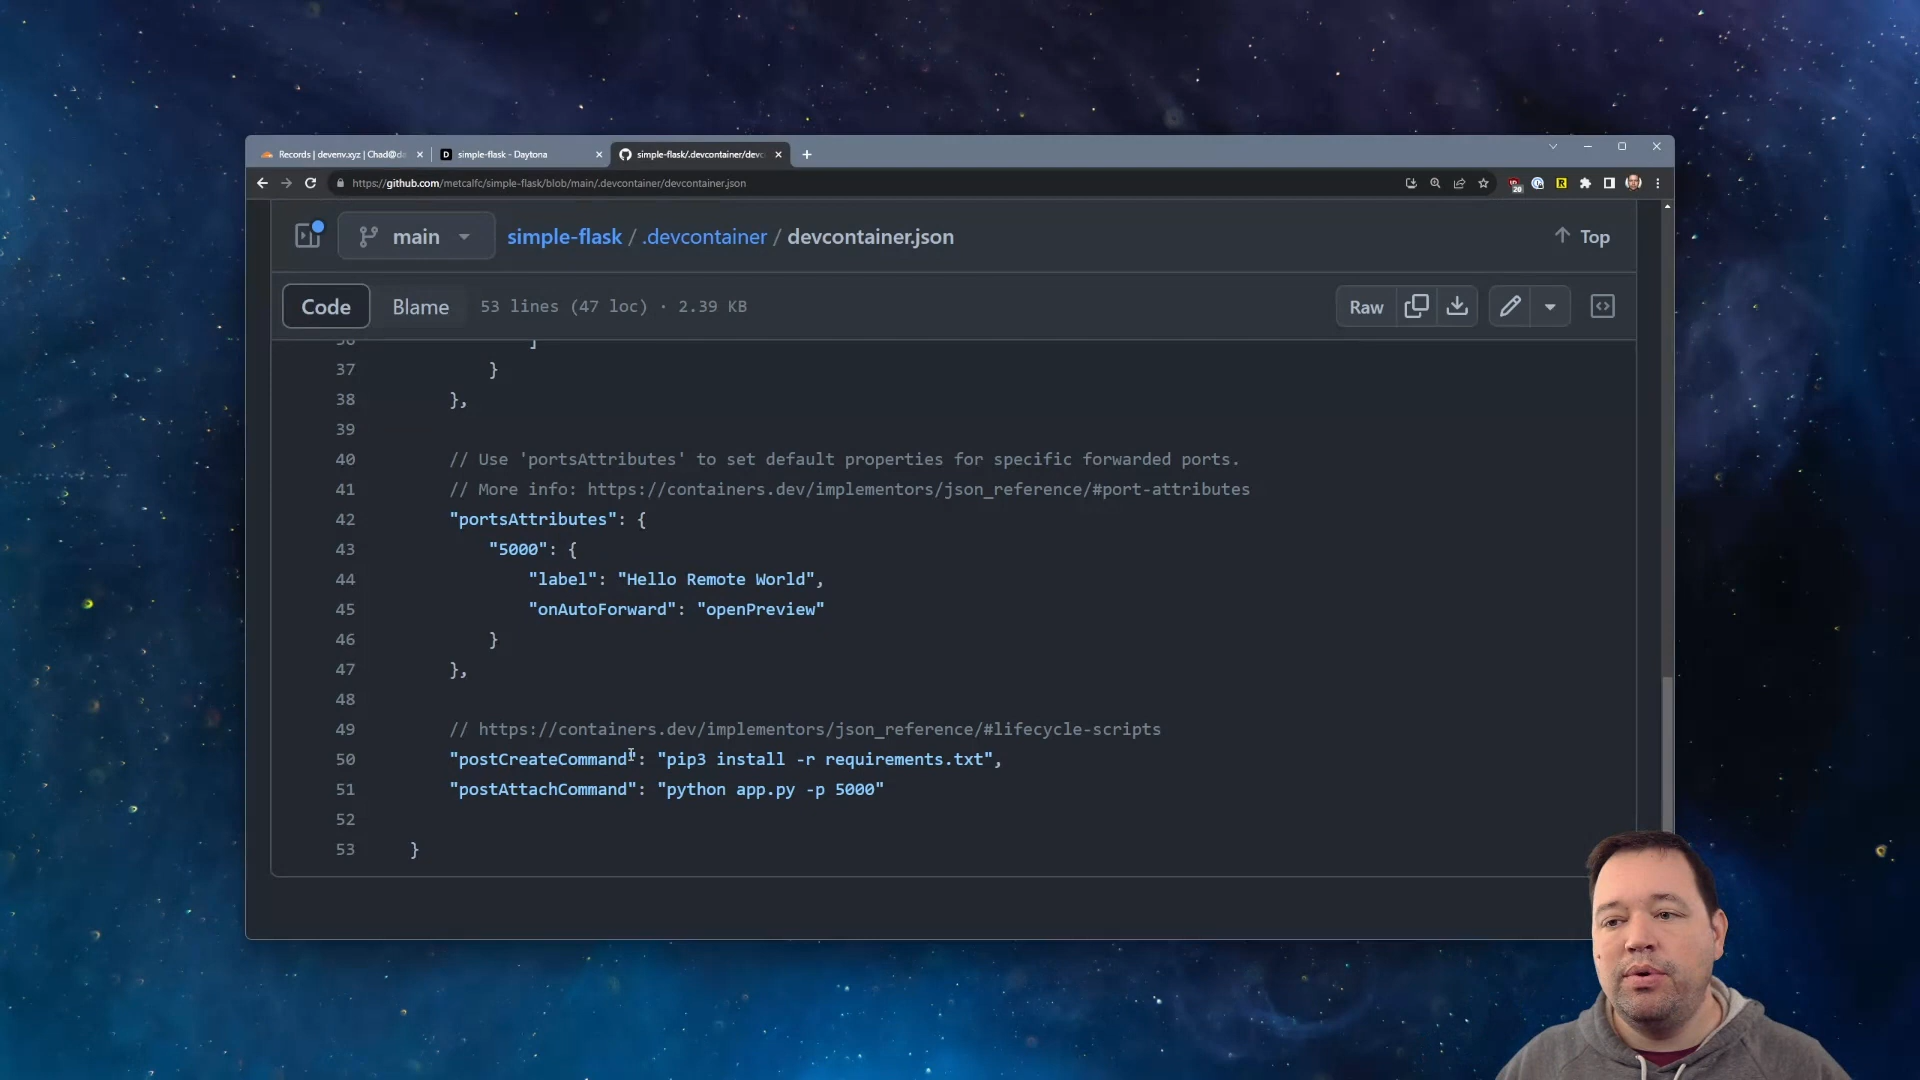 Records | devenv.xyz | Chad@d
simple-flask - Daytona
simple-flask/.devcontainer/devc
https://github.com/metcalfc/simple-flask/blob/main/.devcontainer/devcontainer.json
20
main
simple-flask / .devcontainer / devcontainer.json
Top
Code
Blame
53 lines (47 loc) · 2.39 KB
Raw
36 ]
37 }
38 },
39
40 // Use 'portsAttributes' to set default properties for specific forwarded ports.
41 // More info: https://containers.dev/implementors/json_reference/#port-attributes
42 "portsAttributes": {
43 "5000": {
44 "label": "Hello Remote World",
45 "onAutoForward": "openPreview"
46 }
47 },
48
49 // https://containers.dev/implementors/json_reference/#lifecycle-scripts
50 "postCreateCommand": "pip3 install -r requirements.txt",
51 "postAttachCommand": "python app.py -p 5000"
52
53 }